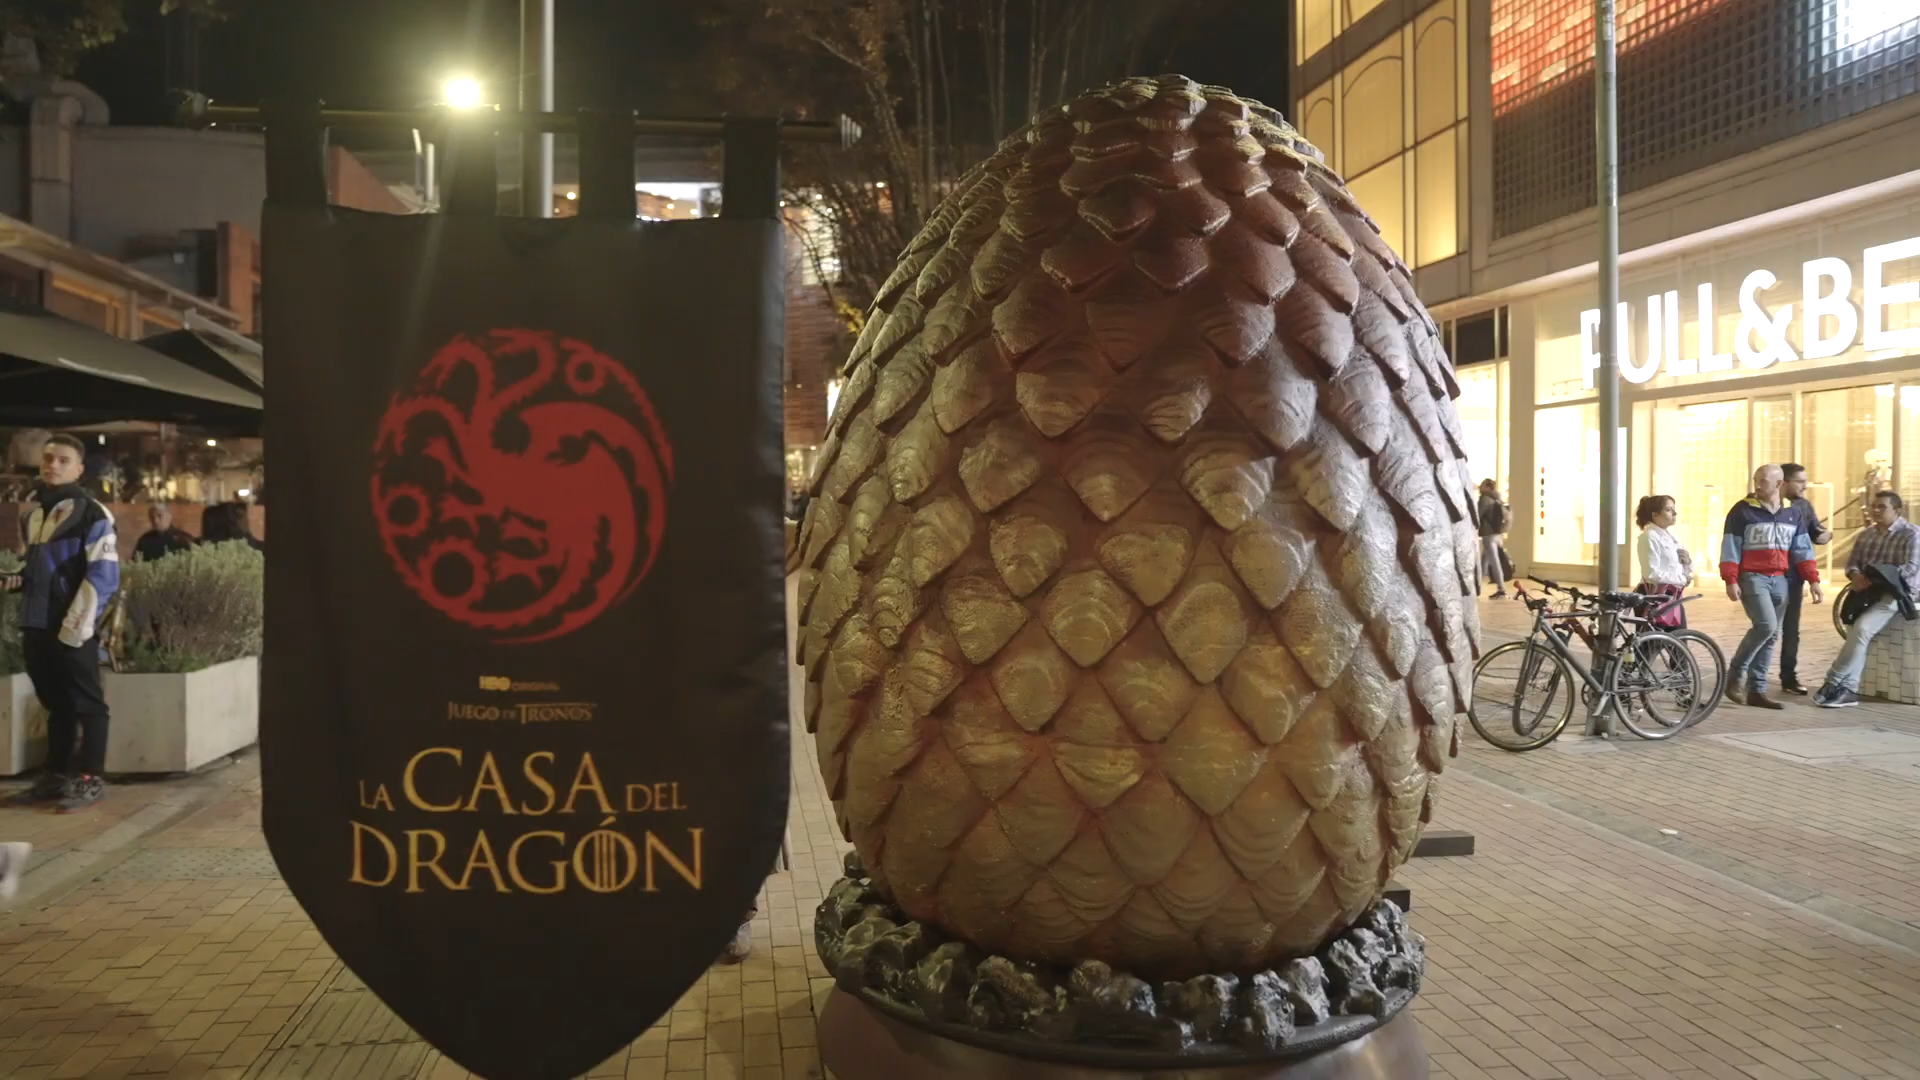 HBO ORIGINAL
JUEGO DE TRONOS
LA CASA DEL
DRAGÓN
PULL&BE